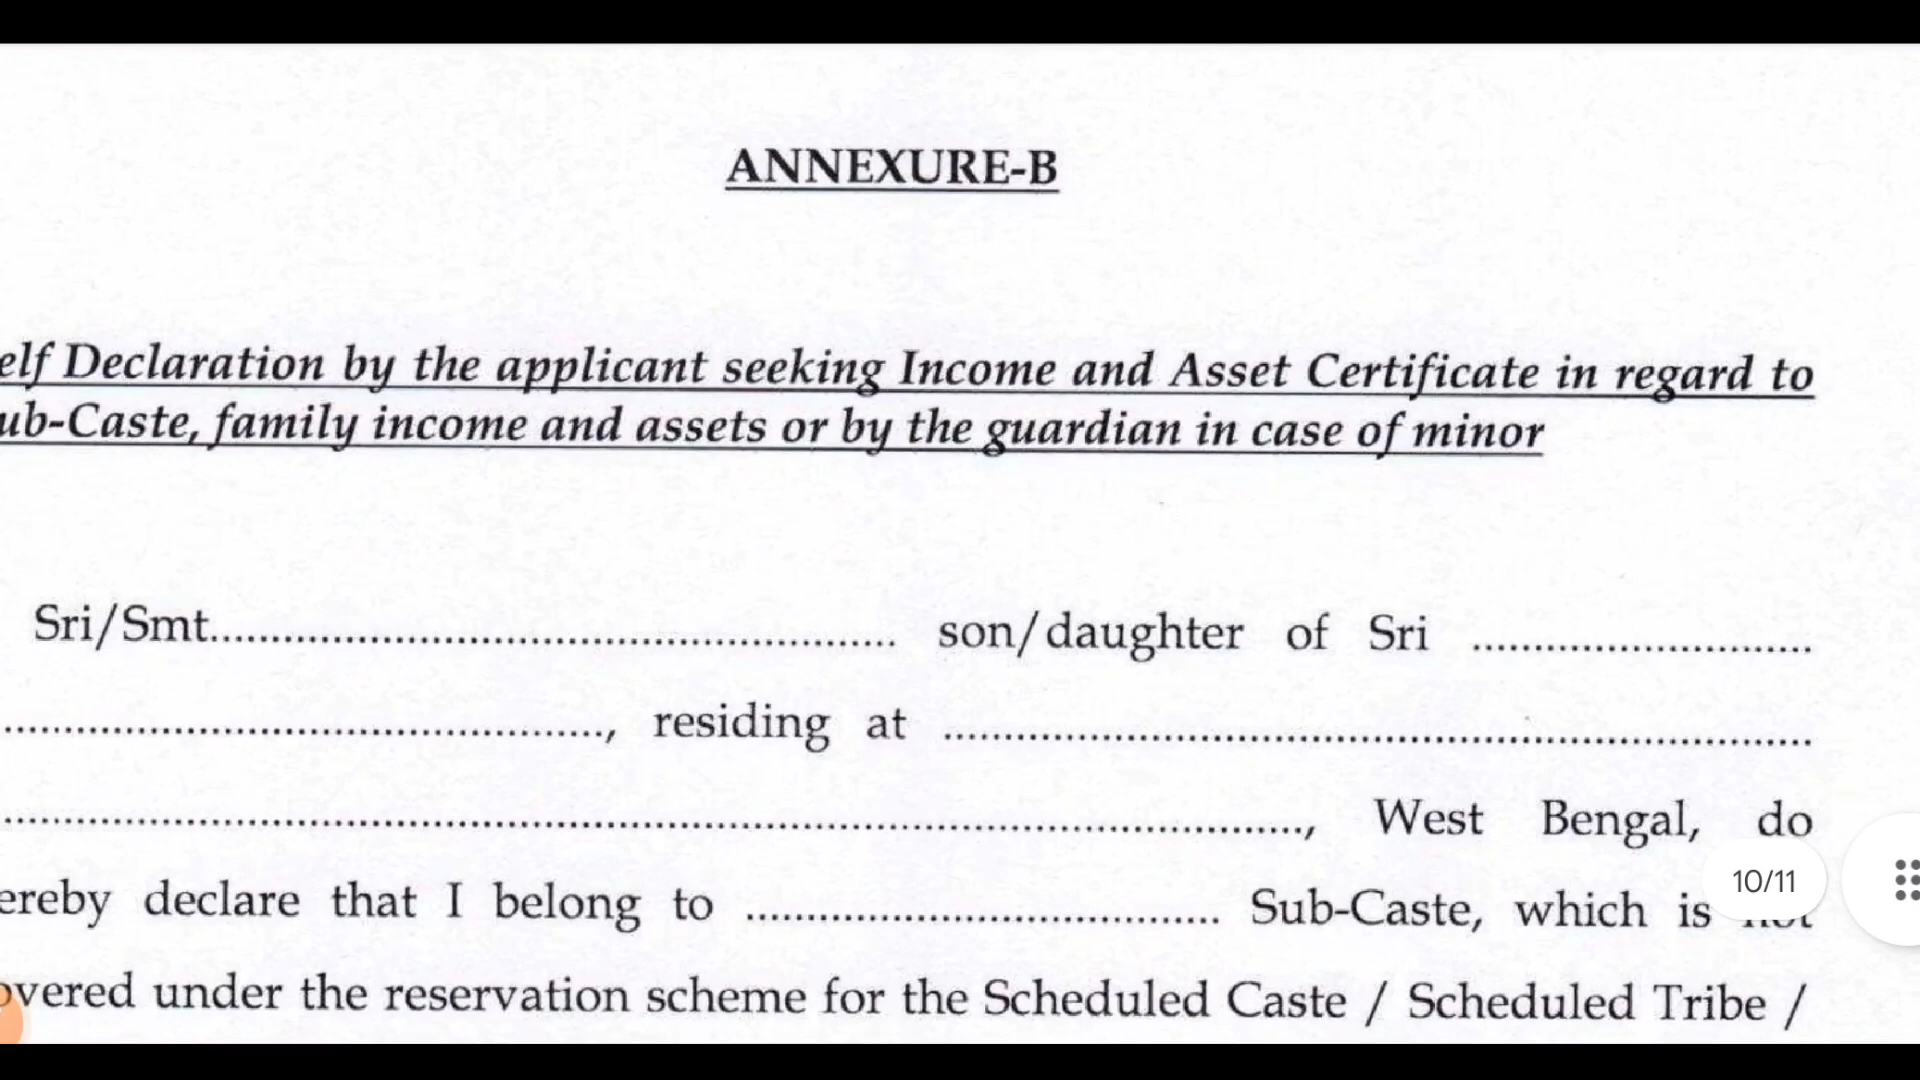 ANNEXURE-B
elf Declaration by the applicant seeking Income and Asset Certificate in regard to
ub-Caste, family income and assets or by the guardian in case of minor
Sri/Smt........................................................ son/daughter of Sri ............................
.................................................., residing at ........................................................................
..........................................................................................................., West Bengal, do
ereby declare that I belong to ....................................... Sub-Caste, which is not
overed under the reservation scheme for the Scheduled Caste / Scheduled Tribe /
10/11